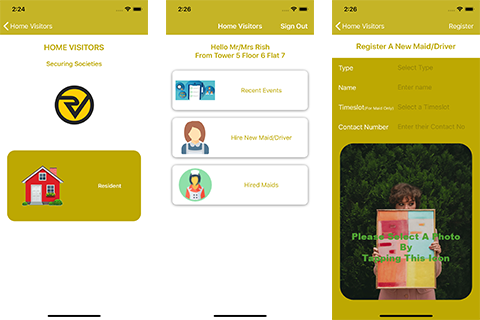 2:24
Home Visitors
HOME VISITORS
Securing Societies
RV
Resident
2:26
Home Visitors
Sign Out
Hello Mr/Mrs Rish
From Tower 5 Floor 6 Flat 7
Recent Events
Hire New Maid/Driver
Hired Maids
2:26
Home Visitors
Register
Register A New Maid/Driver
Type Select Type
Name Enter name
Timeslot(For Maid Only) Select a Timeslot
Contact Number Enter their Contact No
Please Select A Photo
By
Tapping This Icon